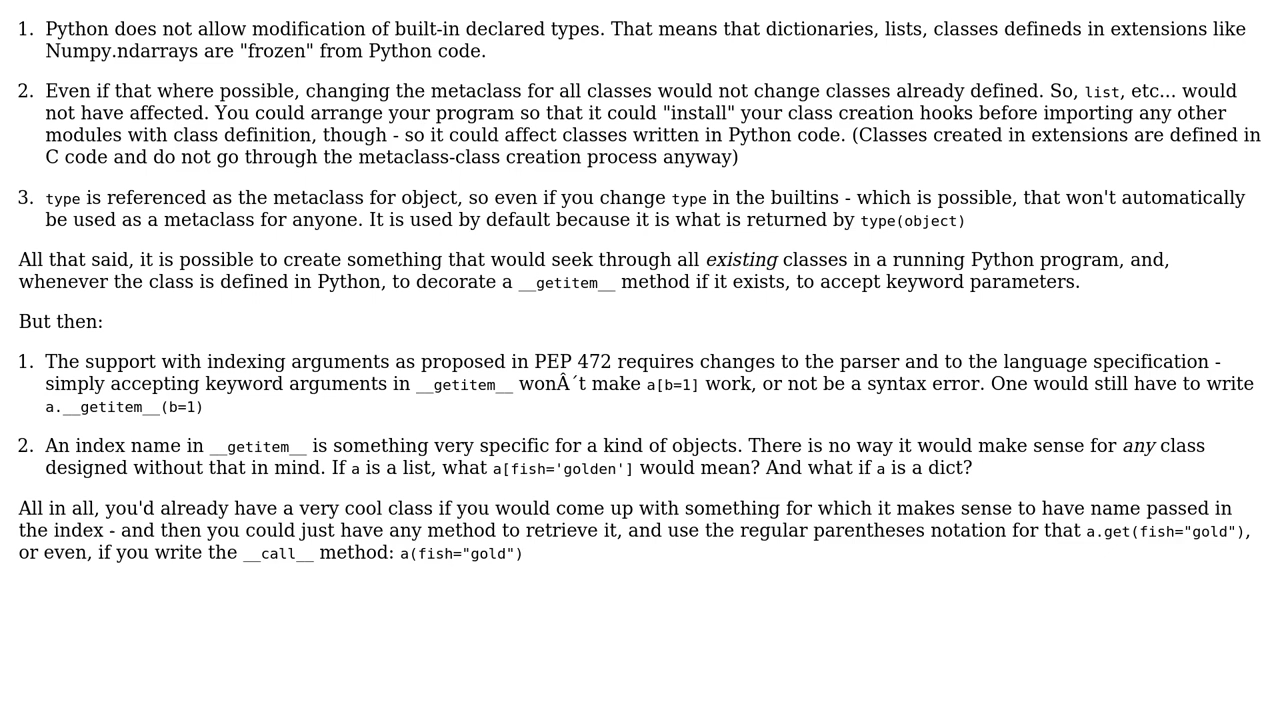 1. Python does not allow modification of built-in declared types. That means that dictionaries, lists, classes defineds in extensions like
Numpy.ndarrays are "frozen" from Python code.
2. Even if that where possible, changing the metaclass for all classes would not change classes already defined. So, list, etc... would
not have affected. You could arrange your program so that it could "install" your class creation hooks before importing any other
modules with class definition, though - so it could affect classes written in Python code. (Classes created in extensions are defined in
C code and do not go through the metaclass-class creation process anyway)
3. type is referenced as the metaclass for object, so even if you change type in the builtins - which is possible, that won't automatically
be used as a metaclass for anyone. It is used by default because it is what is returned by type(object)
All that said, it is possible to create something that would seek through all existing classes in a running Python program, and,
whenever the class is defined in Python, to decorate a __getitem__ method if it exists, to accept keyword parameters.
But then:
1. The support with indexing arguments as proposed in PEP 472 requires changes to the parser and to the language specification -
simply accepting keyword arguments in __getitem__ wonÂ´t make a[b=1] work, or not be a syntax error. One would still have to write
a.__getitem__(b=1)
2. An index name in __getitem__ is something very specific for a kind of objects. There is no way it would make sense for any class
designed without that in mind. If a is a list, what a[fish='golden'] would mean? And what if a is a dict?
All in all, you'd already have a very cool class if you would come up with something for which it makes sense to have name passed in
the index - and then you could just have any method to retrieve it, and use the regular parentheses notation for that a.get(fish="gold"),
or even, if you write the __call__ method: a(fish="gold")